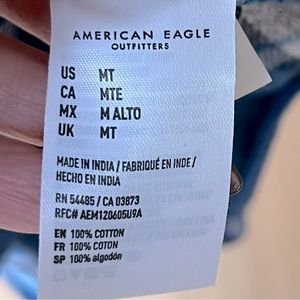 AMERICAN EAGLE
OUTFITTERS
US MT
CA MTE
MX M ALTO
UK MT
MADE IN INDIA / FABRIQUÉ EN INDE /
HECHO EN INDIA
RN 54485 / CA 03873
RFC# AEM120605U9A
EN 100% COTTON
FR 100% COTON
SP 100% algodón